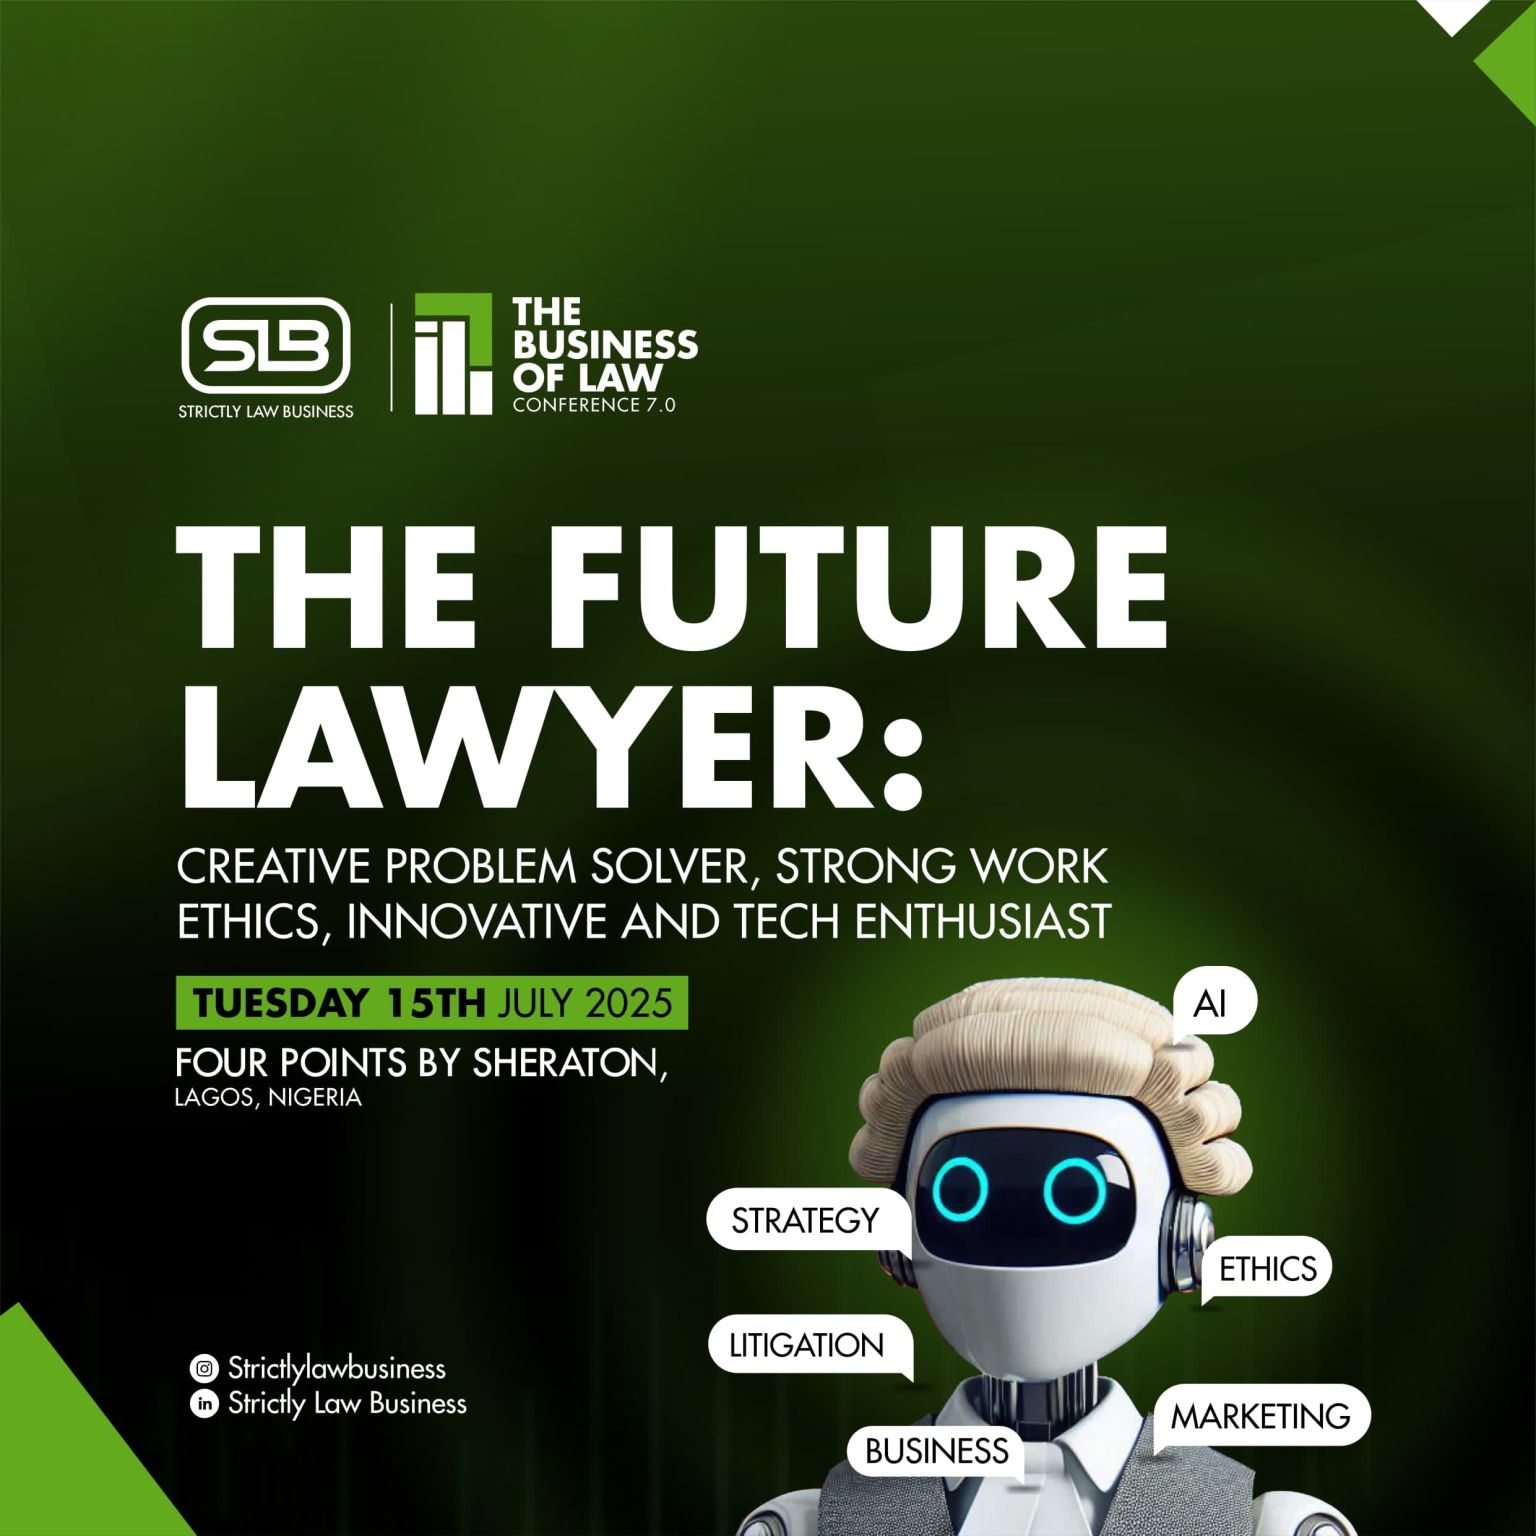 SLB
STRICTLY LAW BUSINESS
THE
BUSINESS
OF LAW
CONFERENCE 7.0
THE FUTURE
LAWYER:
CREATIVE PROBLEM SOLVER, STRONG WORK
ETHICS, INNOVATIVE AND TECH ENTHUSIAST
TUESDAY 15TH JULY 2025
FOUR POINTS BY SHERATON,
LAGOS, NIGERIA
AI
STRATEGY
ETHICS
LITIGATION
MARKETING
BUSINESS
Strictlylawbusiness
in Strictly Law Business